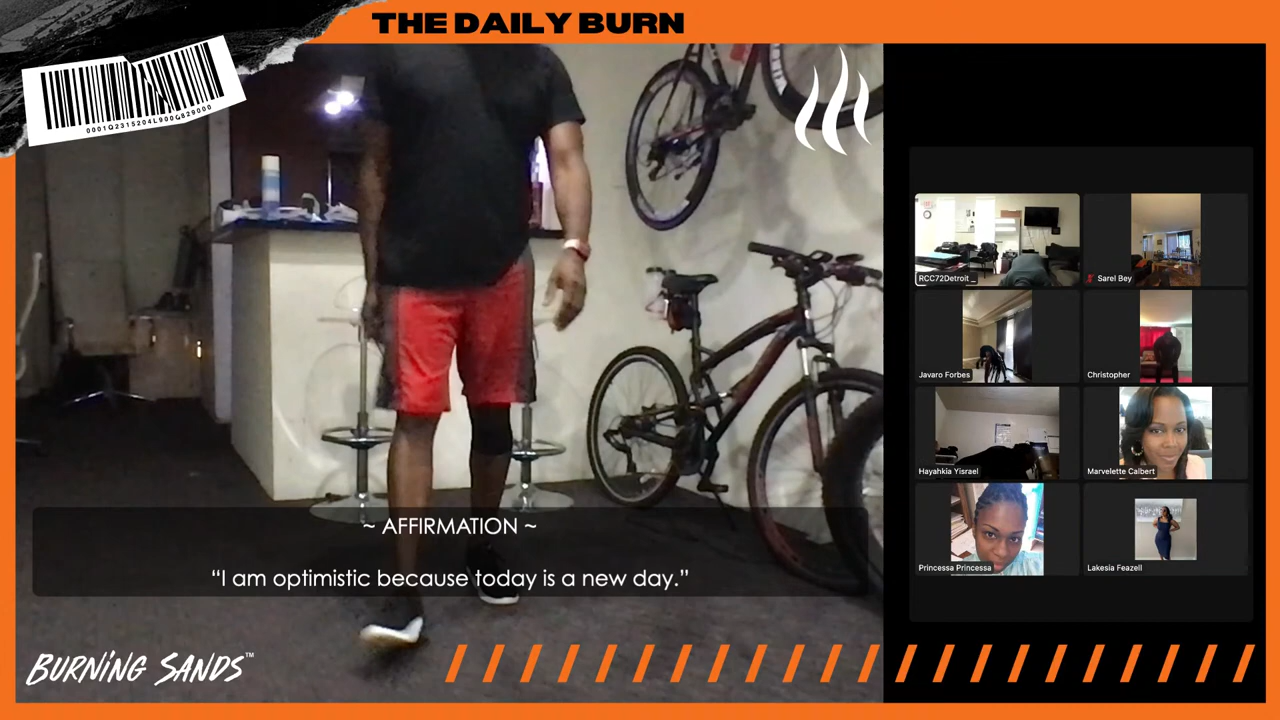 THE DAILY BURN
0001Q2315204L900G829000
RCC72Detroit _
Sarel Bey
Javaro Forbes
Christopher
Hayahkia Yisrael
Marvelette Calbert
Princessa Princessa
Lakesia Feazell
~ AFFIRMATION ~
“I am optimistic because today is a new day.”
BURNING SANDS™